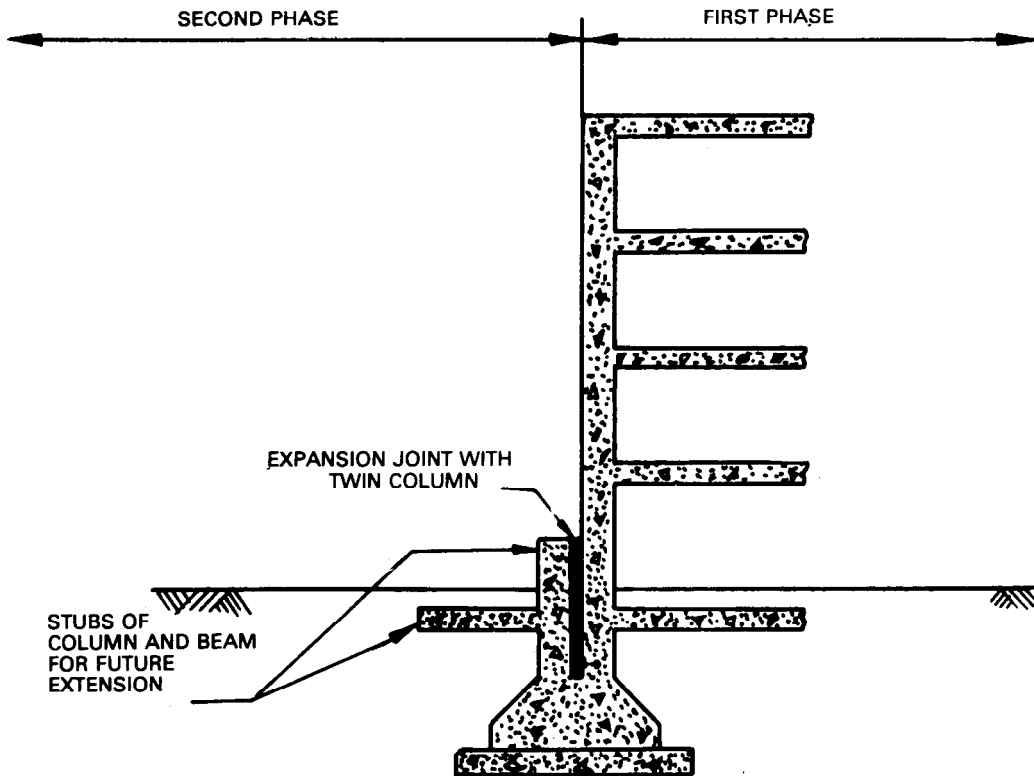 SECOND PHASE
FIRST PHASE
EXPANSION JOINT WITH
TWIN COLUMN
STUBS OF
COLUMN AND BEAM
FOR FUTURE
EXTENSION